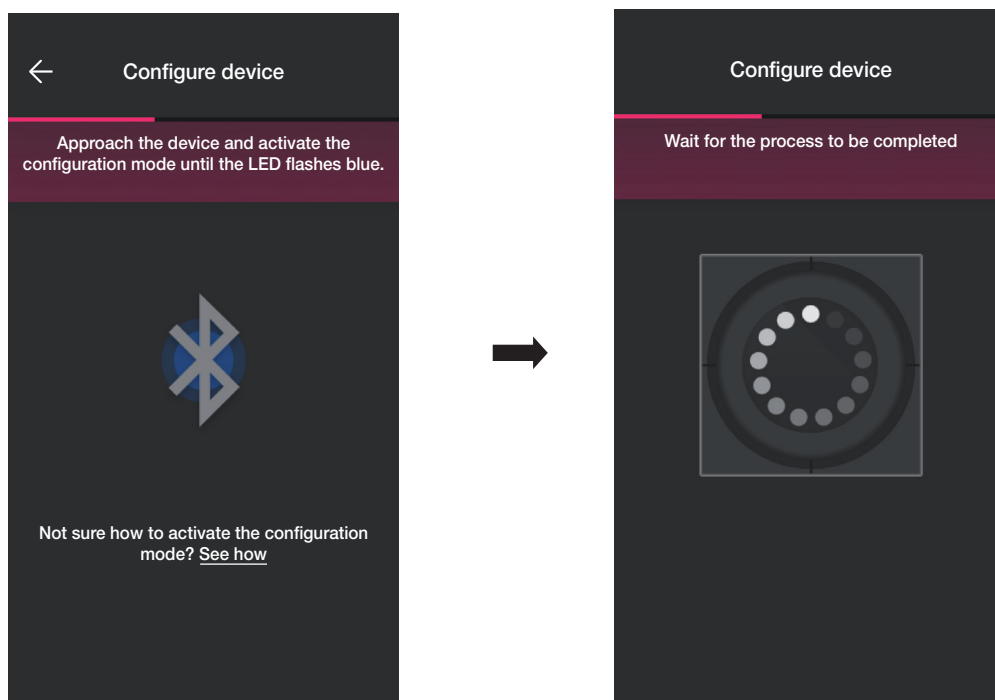 Configure device
Approach the device and activate the
configuration mode until the LED flashes blue.
Not sure how to activate the configuration
mode? See how
Configure device
Wait for the process to be completed